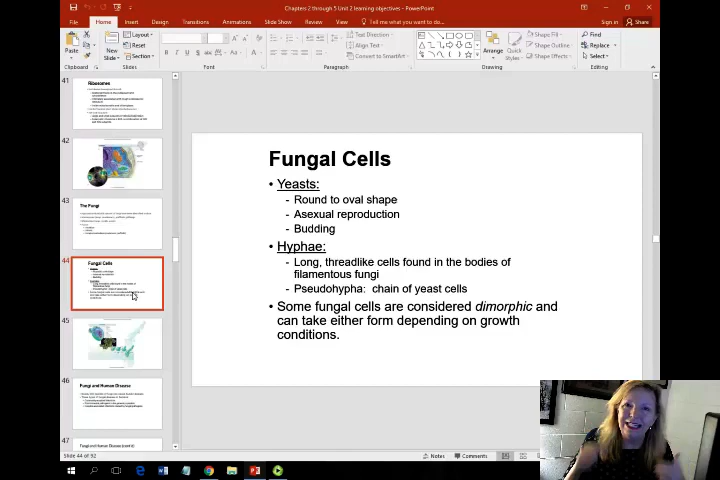 Chapters 2 through 5 Unit 2 learning objectives - PowerPoint
File Home Insert Design Transitions Animations Slide Show Review View Tell me what you want to do... Sign in Share
Paste
New
Slide
Layout
Reset
Section
Text Direction
Align Text
Convert to SmartArt
Arrange
Quick
Styles
Shape Fill
Shape Outline
Shape Effects
Find
Replace
Select
Clipboard Slides Font Paragraph Drawing Editing
41
Ribosomes
42
43
The Fungi
44
Fungal Cells
45
46
Fungi and Human Disease
47
Fungi and Human Disease (cont'd)
Fungal Cells
• Yeasts:
- Round to oval shape
- Asexual reproduction
- Budding
• Hyphae:
- Long, threadlike cells found in the bodies of
filamentous fungi
- Pseudohypha: chain of yeast cells
• Some fungal cells are considered dimorphic and
can take either form depending on growth
conditions.
Slide 44 of 92
Notes Comments